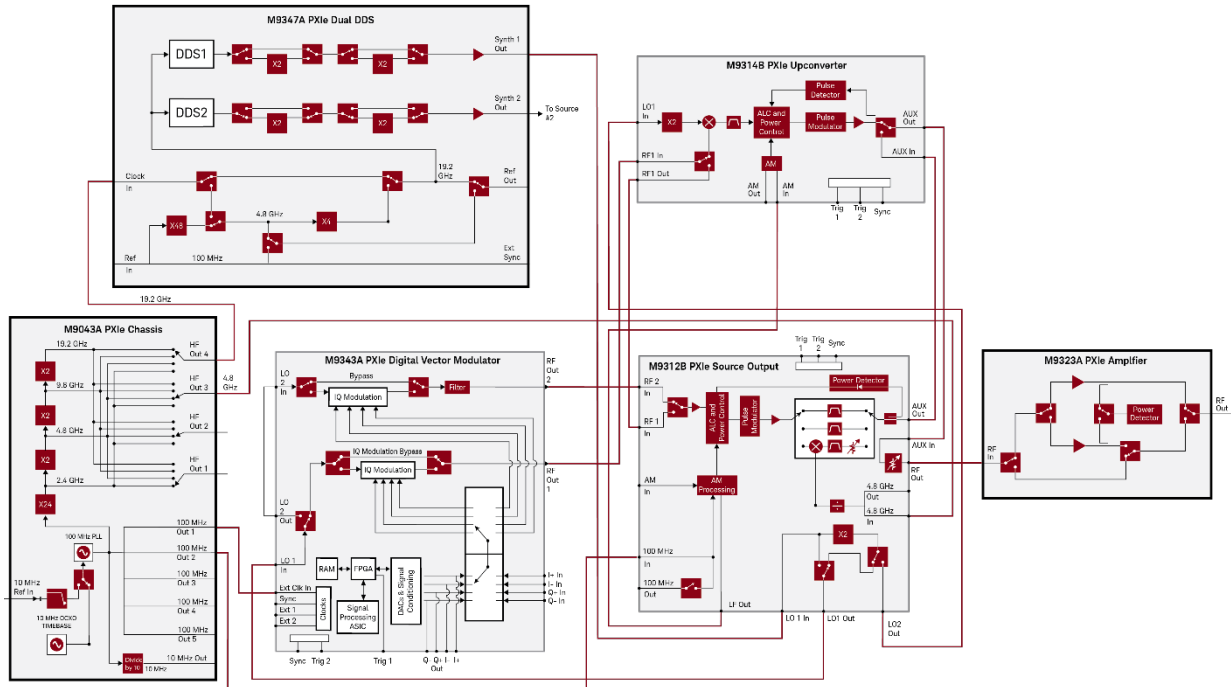 M9347A PXIe Dual DDS
DDS1
X2
X2
Synth 1
Out
DDS2
X2
X2
Synth 2
Out
To Source
A2
19.2
GHz
Clock
In
Ref
Out
X48
4.8 GHz
X4
Ref
In
100 MHz
Ext
Sync
19.2 GHz
M9314B PXIe Upconverter
LO1
In
X2
ALC and
Power
Control
Pulse
Detector
Pulse
Modulator
AUX
Out
AUX In
RF1 In
RF1 Out
AM
AM
Out
AM
In
Trig
1
Trig
2
Sync
M9043A PXIe Chassis
19.2 GHz
HF
Out 4
X2
9.6 GHz
HF
Out 3
4.8
GHz
X2
4.8 GHz
HF
Out 2
X2
2.4 GHz
HF
Out 1
X24
100 MHz
Out 1
100 MHz PLL
100 MHz
Out 2
100 MHz
Out 3
10 MHz
Ref In
100 MHz
Out 4
10 MHz OCXO
TIMEBASE
100 MHz
Out 5
Divide
by 10
10 MHz Out
10 MHz
M9343A PXIe Digital Vector Modulator
LO
2
In
Bypass
IQ Modulation
Filter
RF
Out
2
IQ Modulation Bypass
IQ Modulation
RF
Out
1
LO
2
Out
LO 1
In
RAM
FPGA
DACs & Signal
Conditioning
Signal
Processing
ASIC
Ext Clk In
Sync
Ext 1
Ext 2
Clocks
I+ In
I- In
Q+ In
Q- In
Sync
Trig 2
Trig 1
Q-
Q+
I-
I+
Out
M9312B PXIe Source Output
Trig
1
Trig
2
Sync
RF 2
In
RF 1
In
ALC and
Power Control
Pulse
Modulator
Power Detector
AUX
Out
AUX In
RF
Out
AM
In
AM
Processing
4.8 GHz
Out
4.8 GHz
In
÷
X2
100 MHz
In
100 MHz
Out
LF Out
LO 1 In
LO1 Out
LO2
Out
M9323A PXIe Amplfier
RF
In
Power
Detector
RF
Out